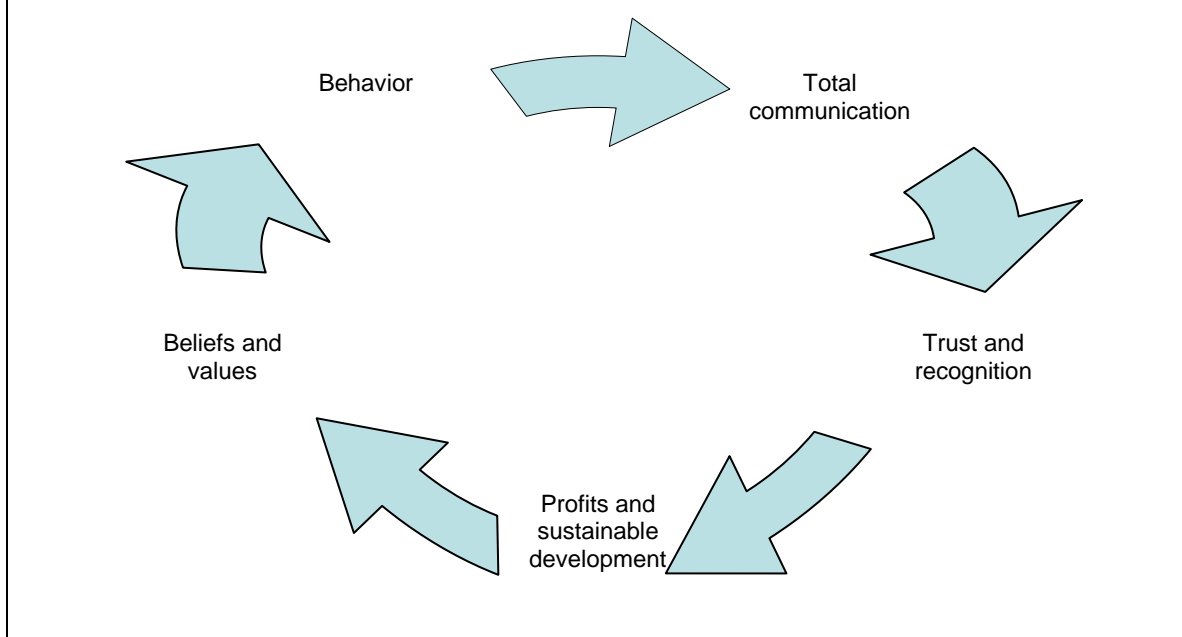 Behavior
Total
communication
Beliefs and
values
Trust and
recognition
Profits and
sustainable
development